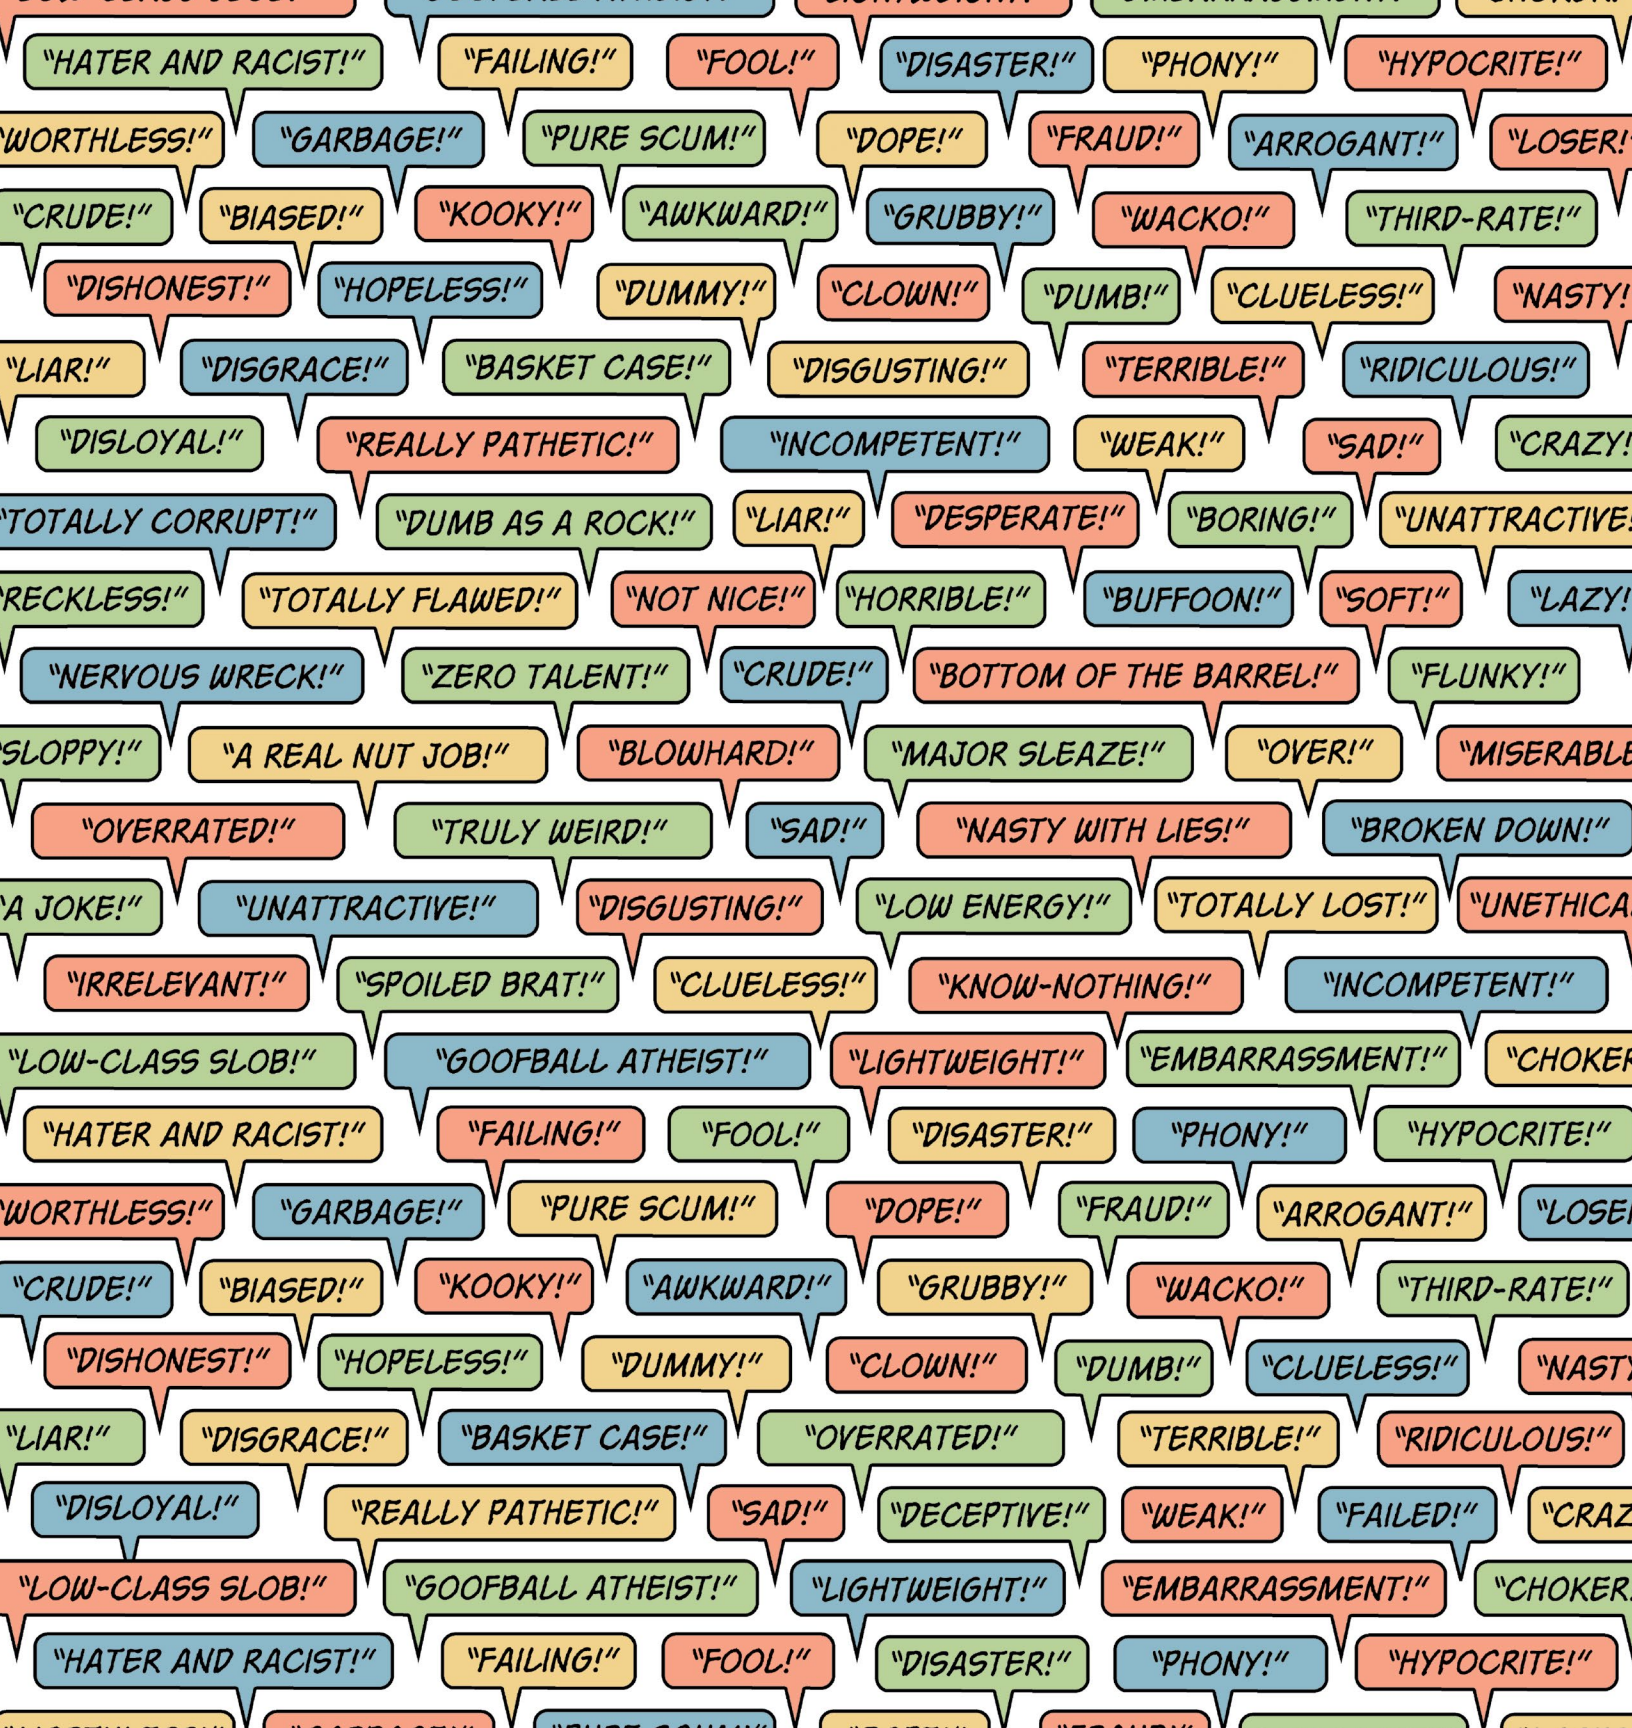 "HATER AND RACIST!" "FAILING!" "FOOL!" "DISASTER!" "PHONY!" "HYPOCRITE!"
"WORTHLESS!" "GARBAGE!" "PURE SCUM!" "DOPE!" "FRAUD!" "ARROGANT!" "LOSER!"
"CRUDE!" "BIASED!" "KOOKY!" "AWKWARD!" "GRUBBY!" "WACKO!" "THIRD-RATE!"
"DISHONEST!" "HOPELESS!" "DUMMY!" "CLOWN!" "DUMB!" "CLUELESS!" "NASTY!
"LIAR!" "DISGRACE!" "BASKET CASE!" "DISGUSTING!" "TERRIBLE!" "RIDICULOUS!"
"DISLOYAL!" "REALLY PATHETIC!" "INCOMPETENT!" "WEAK!" "SAD!" "CRAZY!
"TOTALLY CORRUPT!" "DUMB AS A ROCK!" "LIAR!" "DESPERATE!" "BORING!" "UNATTRACTIVE!
RECKLESS!" "TOTALLY FLAWED!" "NOT NICE!" "HORRIBLE!" "BUFFOON!" "SOFT!" "LAZY!
"NERVOUS WRECK!" "ZERO TALENT!" "CRUDE!" "BOTTOM OF THE BARREL!" "FLUNKY!"
SLOPPY!" "A REAL NUT JOB!" "BLOWHARD!" "MAJOR SLEAZE!" "OVER!" "MISERABLE
"OVERRATED!" "TRULY WEIRD!" "SAD!" "NASTY WITH LIES!" "BROKEN DOWN!"
"A JOKE!" "UNATTRACTIVE!" "DISGUSTING!" "LOW ENERGY!" "TOTALLY LOST!" "UNETHICA
"IRRELEVANT!" "SPOILED BRAT!" "CLUELESS!" "KNOW-NOTHING!" "INCOMPETENT!"
"LOW-CLASS SLOB!" "GOOFBALL ATHEIST!" "LIGHTWEIGHT!" "EMBARRASSMENT!" "CHOKER
"HATER AND RACIST!" "FAILING!" "FOOL!" "DISASTER!" "PHONY!" "HYPOCRITE!"
"WORTHLESS!" "GARBAGE!" "PURE SCUM!" "DOPE!" "FRAUD!" "ARROGANT!" "LOSE
"CRUDE!" "BIASED!" "KOOKY!" "AWKWARD!" "GRUBBY!" "WACKO!" "THIRD-RATE!"
"DISHONEST!" "HOPELESS!" "DUMMY!" "CLOWN!" "DUMB!" "CLUELESS!" "NASTY
"LIAR!" "DISGRACE!" "BASKET CASE!" "OVERRATED!" "TERRIBLE!" "RIDICULOUS!"
"DISLOYAL!" "REALLY PATHETIC!" "SAD!" "DECEPTIVE!" "WEAK!" "FAILED!" "CRAZ
"LOW-CLASS SLOB!" "GOOFBALL ATHEIST!" "LIGHTWEIGHT!" "EMBARRASSMENT!" "CHOKER
"HATER AND RACIST!" "FAILING!" "FOOL!" "DISASTER!" "PHONY!" "HYPOCRITE!"